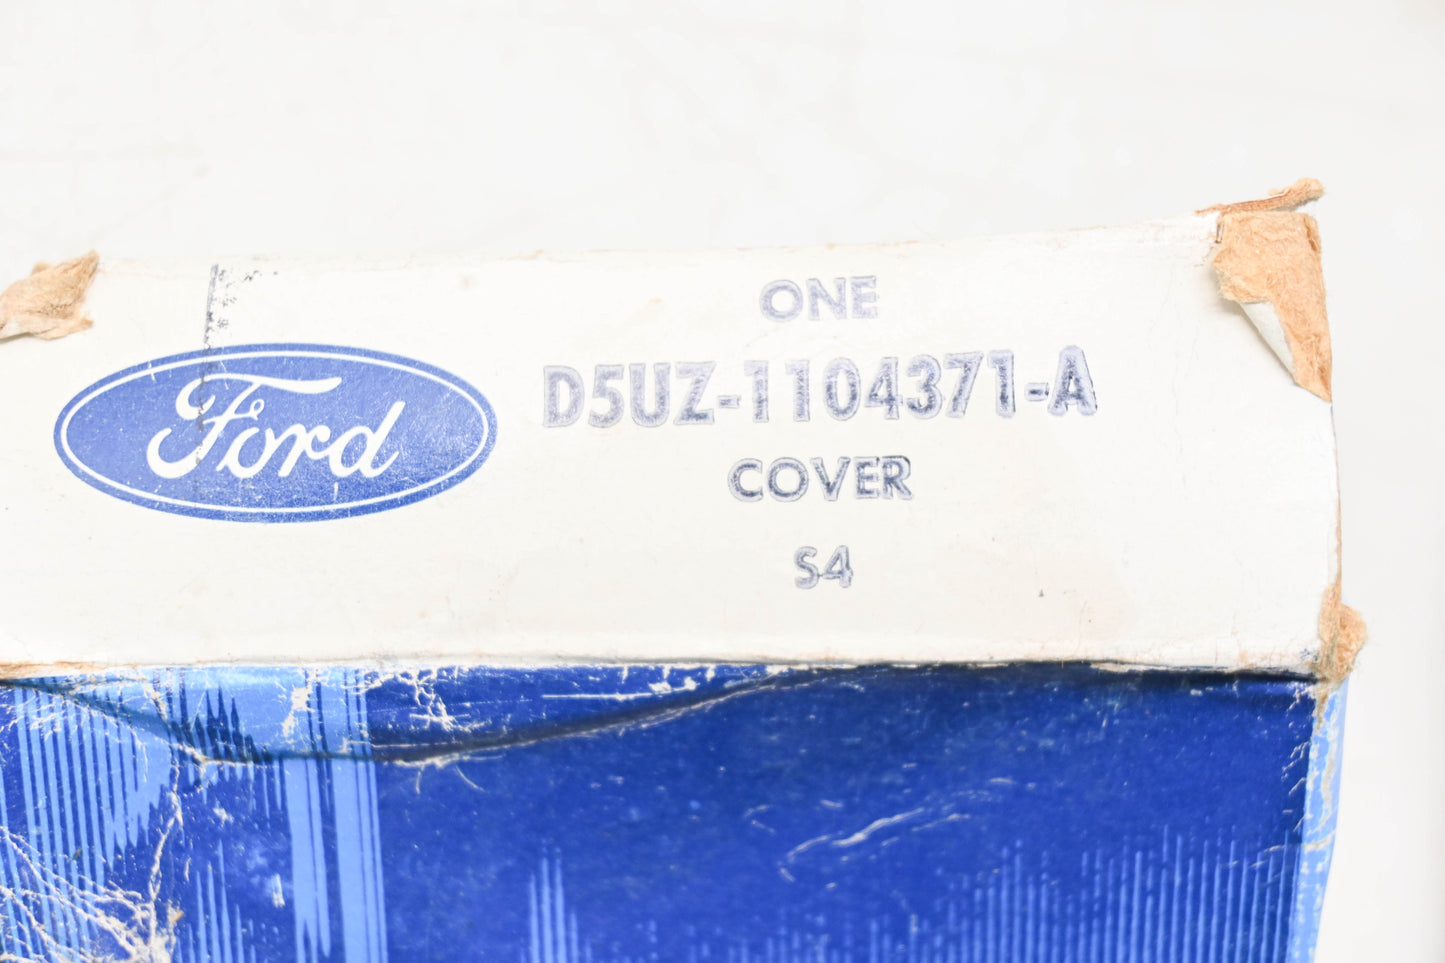 Ford
ONE
D5UZ-1104371-A
COVER
S4